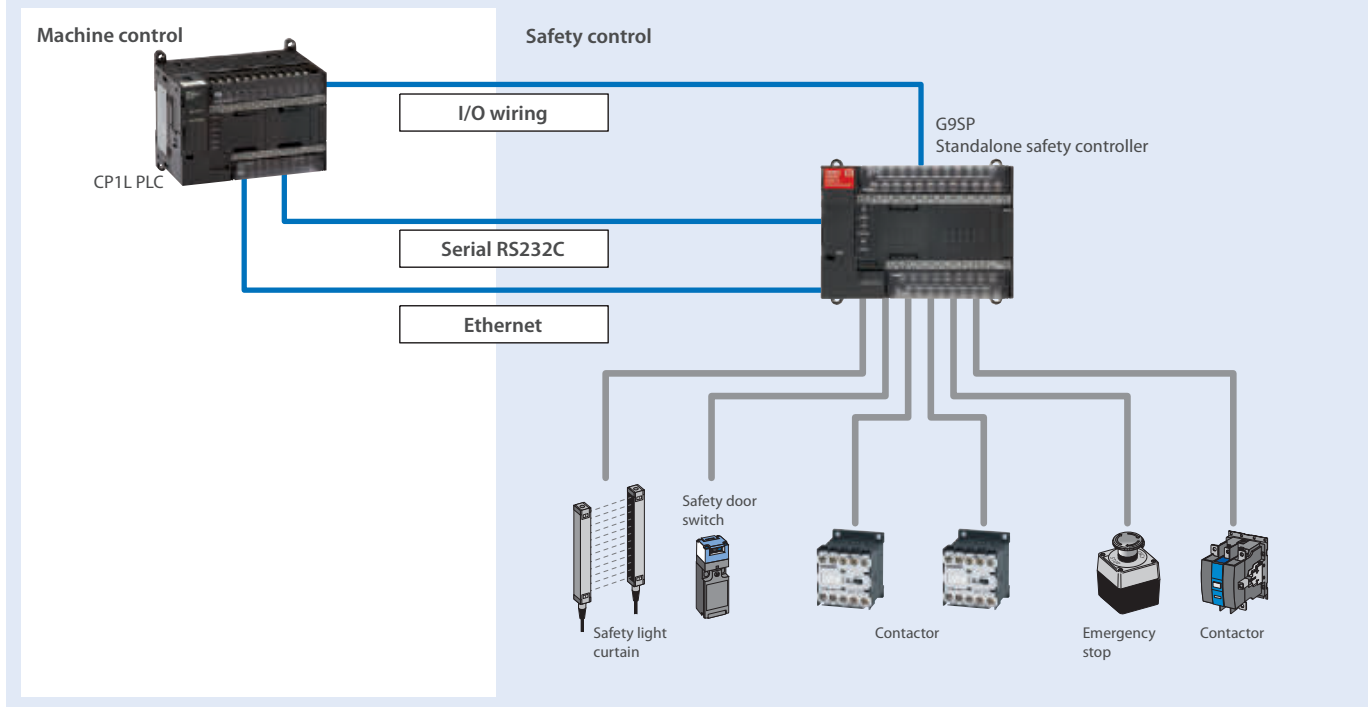 Machine control
Safety control
I/O wiring
G9SP
Standalone safety controller
CP1L PLC
Serial RS232C
Ethernet
Safety door
switch
Safety light
curtain
Contactor
Emergency
stop
Contactor